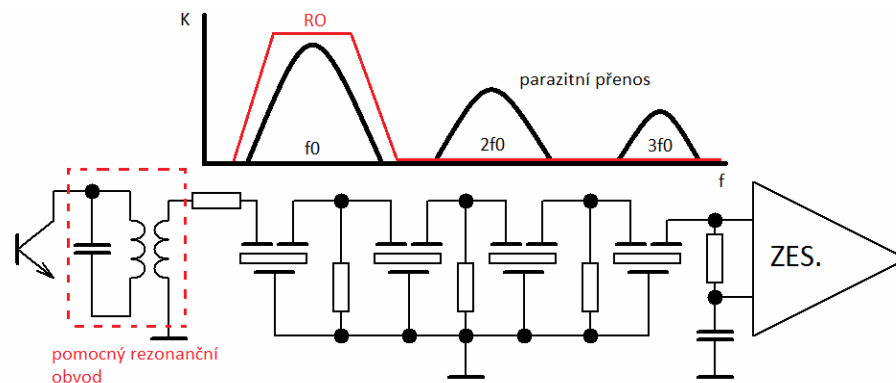 K
RO
parazitní přenos
f0
2f0
3f0
f
ZES.
pomocný rezonanční
obvod